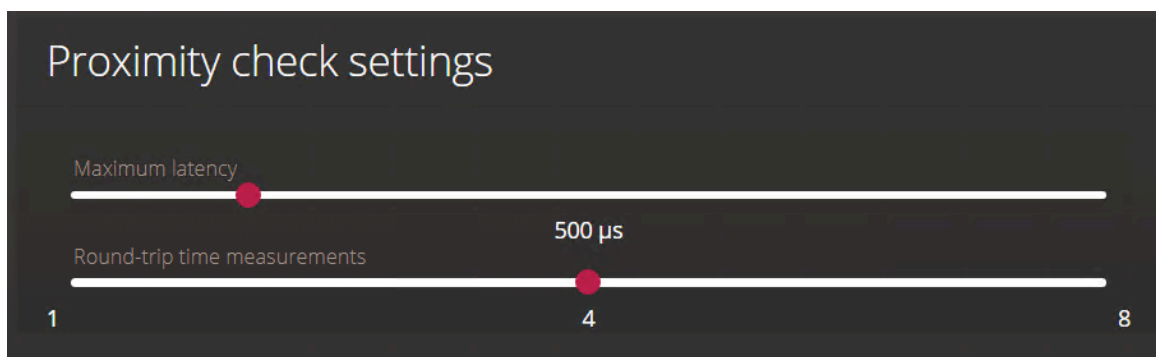 Proximity check settings
Maximum latency
500 µs
Round-trip time measurements
1 4 8